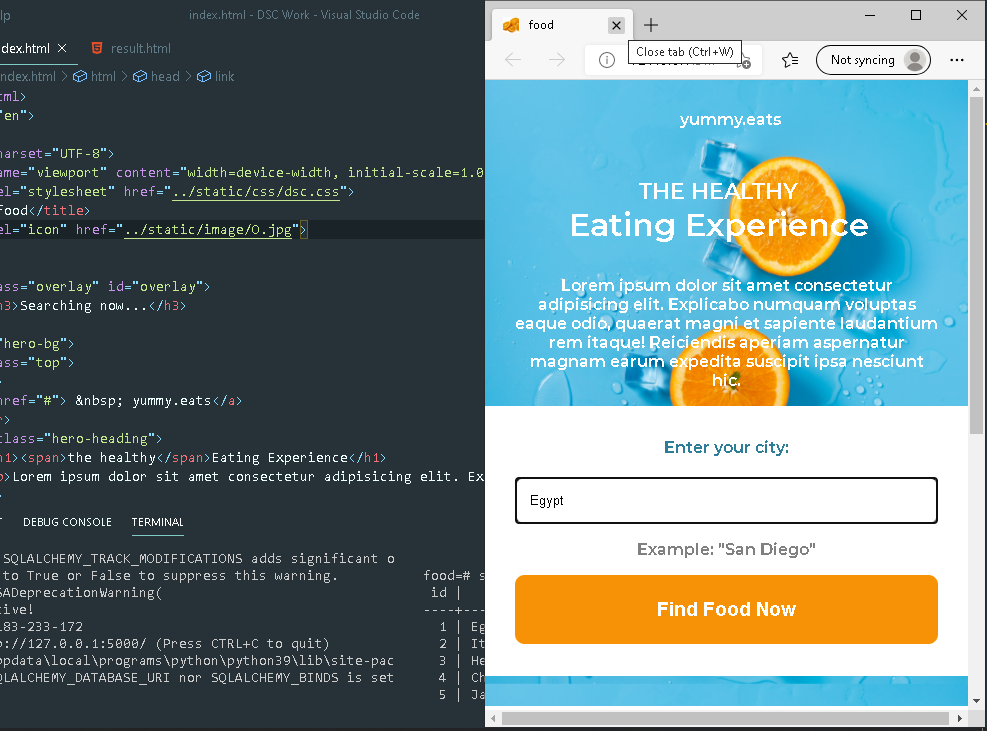 lp
index.html - DSC Work - Visual Studio Code
dex.html
result.html
ndex.html > html > head > link
ml>
"en">
harset="UTF-8">
ame="viewport" content="width=device-width, initial-scale=1.0
el="stylesheet" href="../static/css/dsc.css">
Food</title>
el="icon" href="../static/image/O.jpg">
ass="overlay" id="overlay">
h3>Searching now...</h3>
"hero-bg">
ass="top">
href="#"> &nbsp; yummy.eats</a>
r>
class="hero-heading">
h1><span>the healthy</span>Eating Experience</h1>
p>Lorem ipsum dolor sit amet consectetur adipisicing elit. Ex
T DEBUG CONSOLE TERMINAL
SQLALCHEMY_TRACK_MODIFICATIONS adds significant o
to True or False to suppress this warning.
SADeprecationWarning(
tive!
183-233-172
p://127.0.0.1:5000/ (Press CTRL+C to quit)
ppdata\local\programs\python\python39\lib\site-pac
QLALCHEMY_DATABASE_URI nor SQLALCHEMY_BINDS is set
food=# s
id |
----+---
1 | Eg
2 | It
3 | He
4 | Ch
5 | Ja
food
Close tab (Ctrl+W)
Not syncing
yummy.eats
THE HEALTHY
Eating Experience
Lorem ipsum dolor sit amet consectetur
adipisicing elit. Explicabo numquam voluptas
eaque odio, quaerat magni et sapiente laudantium
rem itaque! Reiciendis aperiam aspernatur
magnam earum expedita suscipit ipsa nesciunt
hic.
Enter your city:
Egypt
Example: "San Diego"
Find Food Now